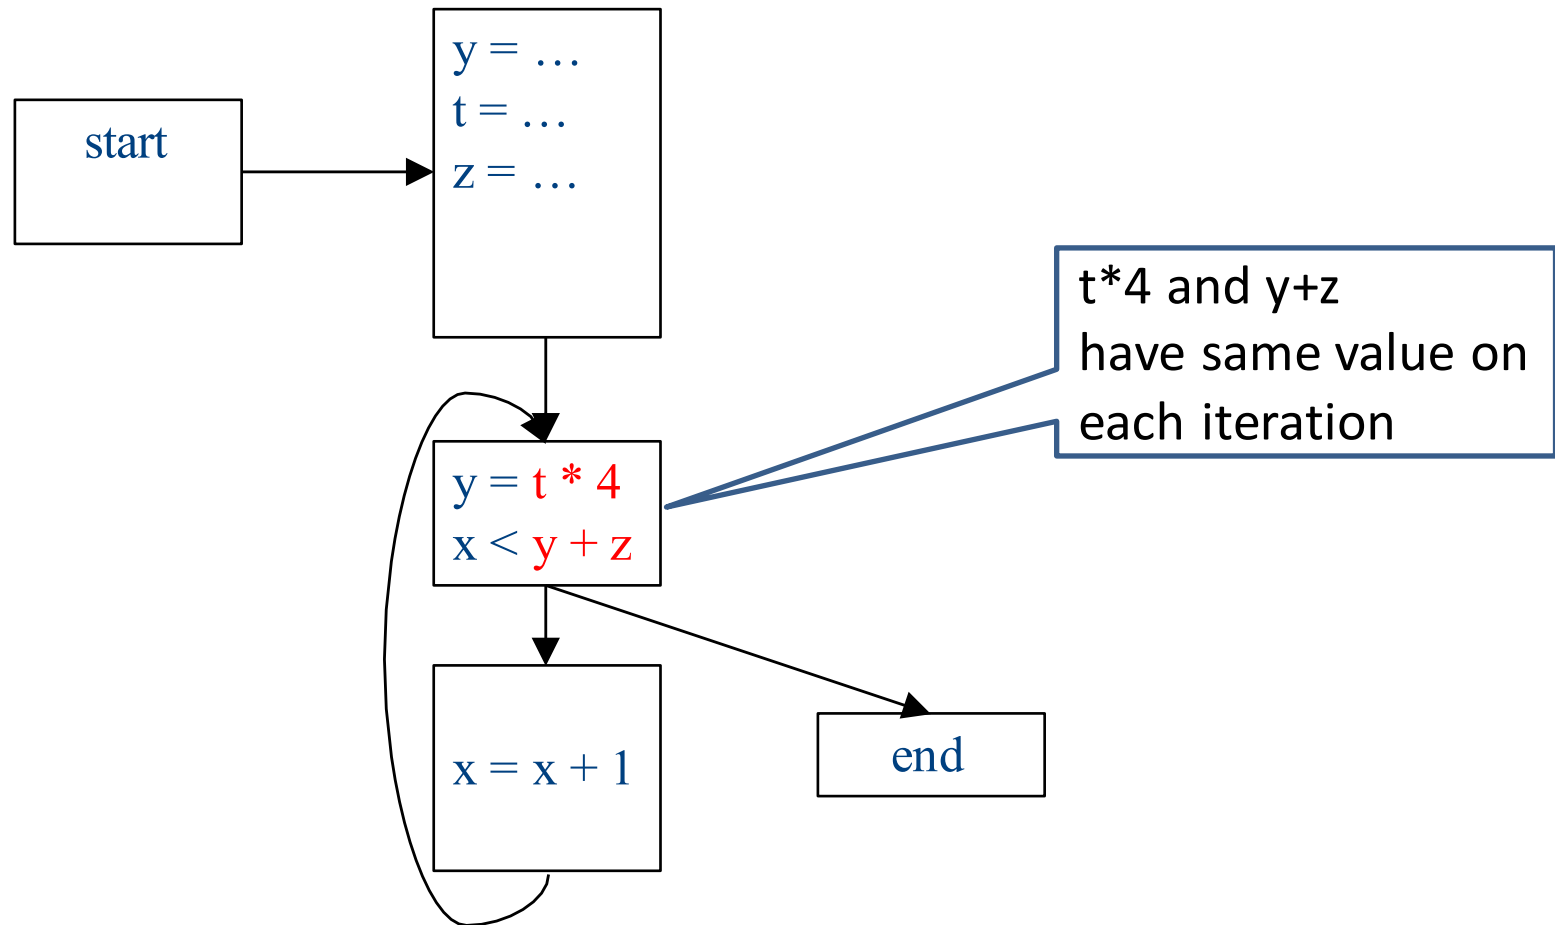 start
y = …
t = …
z = …
t*4 and y+z
have same value on
each iteration
y = t * 4
x < y + z
x = x + 1
end